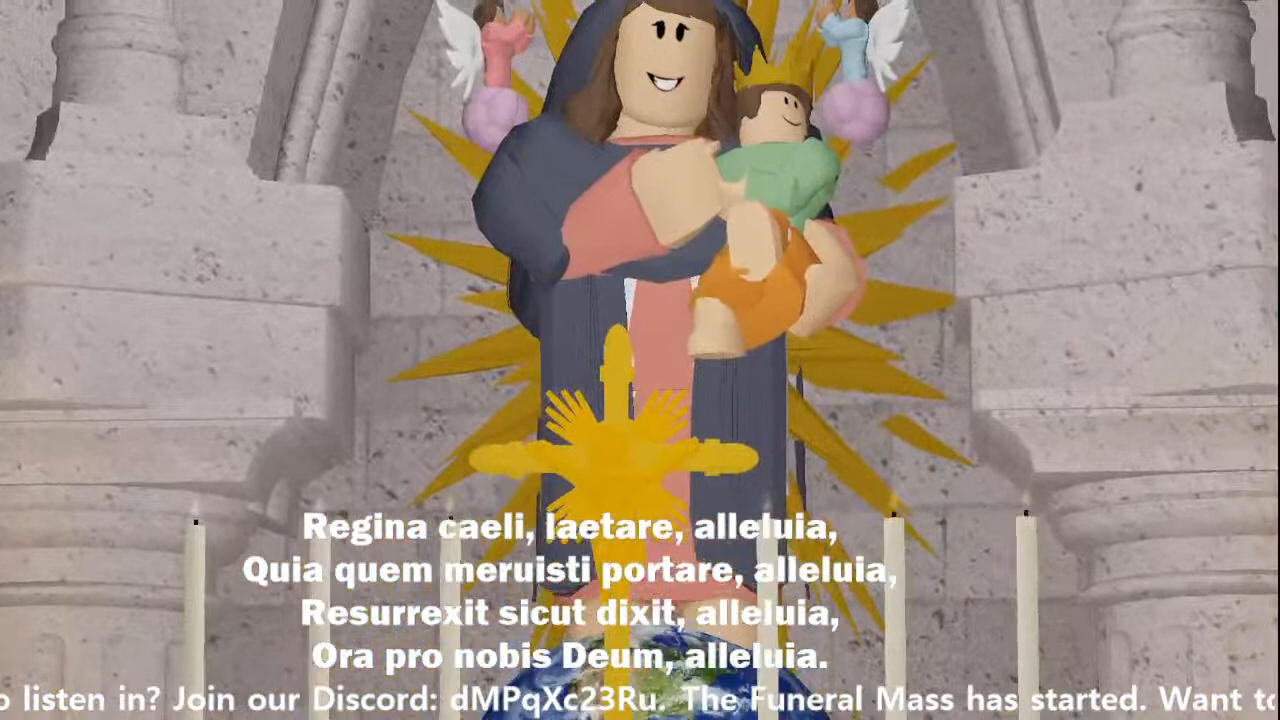 Regina caeli, laetare, alleluia,
Quia quem meruisti portare, alleluia,
Resurrexit sicut dixit, alleluia,
Ora pro nobis Deum, alleluia.
o listen in? Join our Discord: dMPqXc23Ru. The Funeral Mass has started. Want to